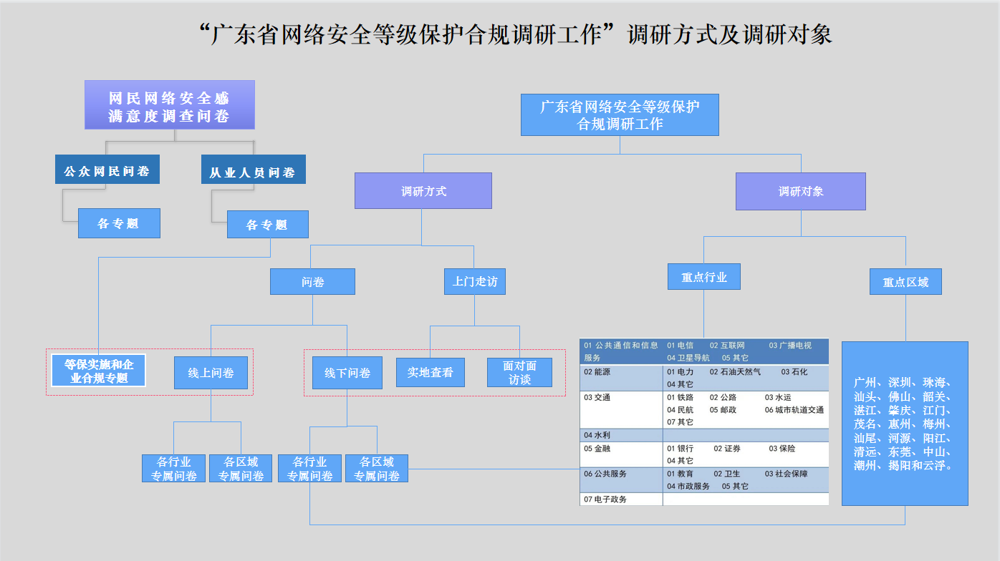 “广东省网络安全等级保护合规调研工作”调研方式及调研对象
网民网络安全感
满意度调查问卷
公众网民问卷
从业人员问卷
各专题
各专题
等保实施和企
业合规专题
广东省网络安全等级保护
合规调研工作
调研方式
调研对象
问卷
上门走访
重点行业
重点区域
线上问卷
线下问卷
实地查看
面对面
访谈
各行业
专属问卷
各区域
专属问卷
各行业
专属问卷
各区域
专属问卷
01 公共通信和信息 01 电信 02 互联网 03 广播电视
服务 04 卫星导航 05 其它
02 能源 01 电力 02 石油天然气 03 石化
04 其它
03 交通 01 铁路 02 公路 03 水运
04 民航 05 邮政 06 城市轨道交通
07 其它
04 水利
05 金融 01 银行 02 证券 03 保险
04 其它
06 公共服务 01 教育 02 卫生 03 社会保障
04 市政服务 05 其它
07 电子政务
广州、深圳、珠海、
汕头、佛山、韶关、
湛江、肇庆、江门、
茂名、惠州、梅州、
汕尾、河源、阳江、
清远、东莞、中山、
潮州、揭阳和云浮。